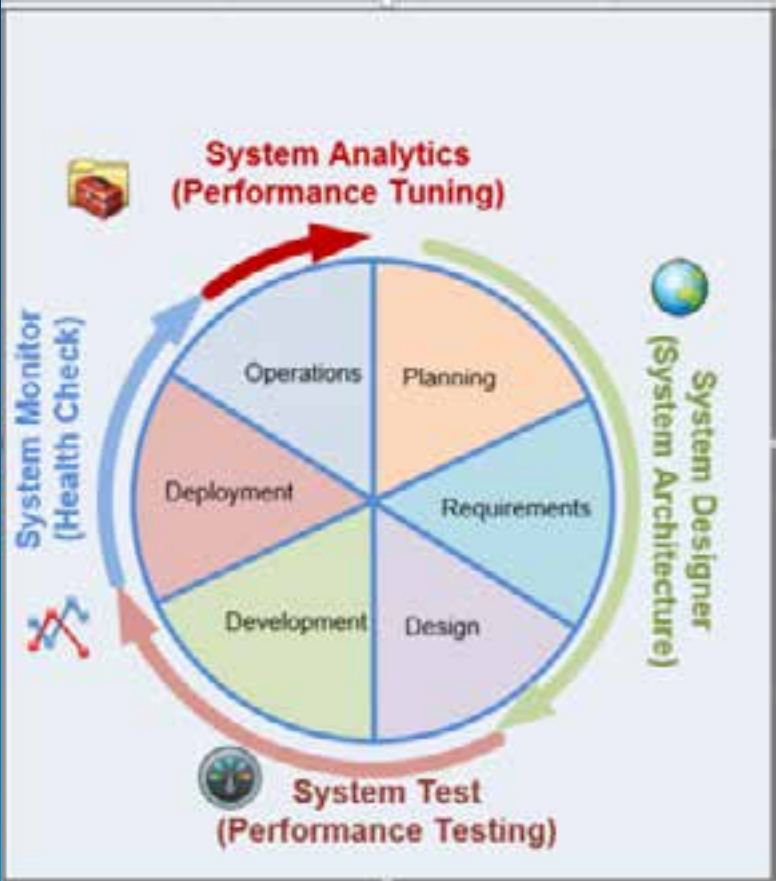 System Analytics
(Performance Tuning)
System Monitor
(Health Check)
Operations
Planning
System Designer
(System Architecture)
Deployment
Requirements
Development
Design
System Test
(Performance Testing)